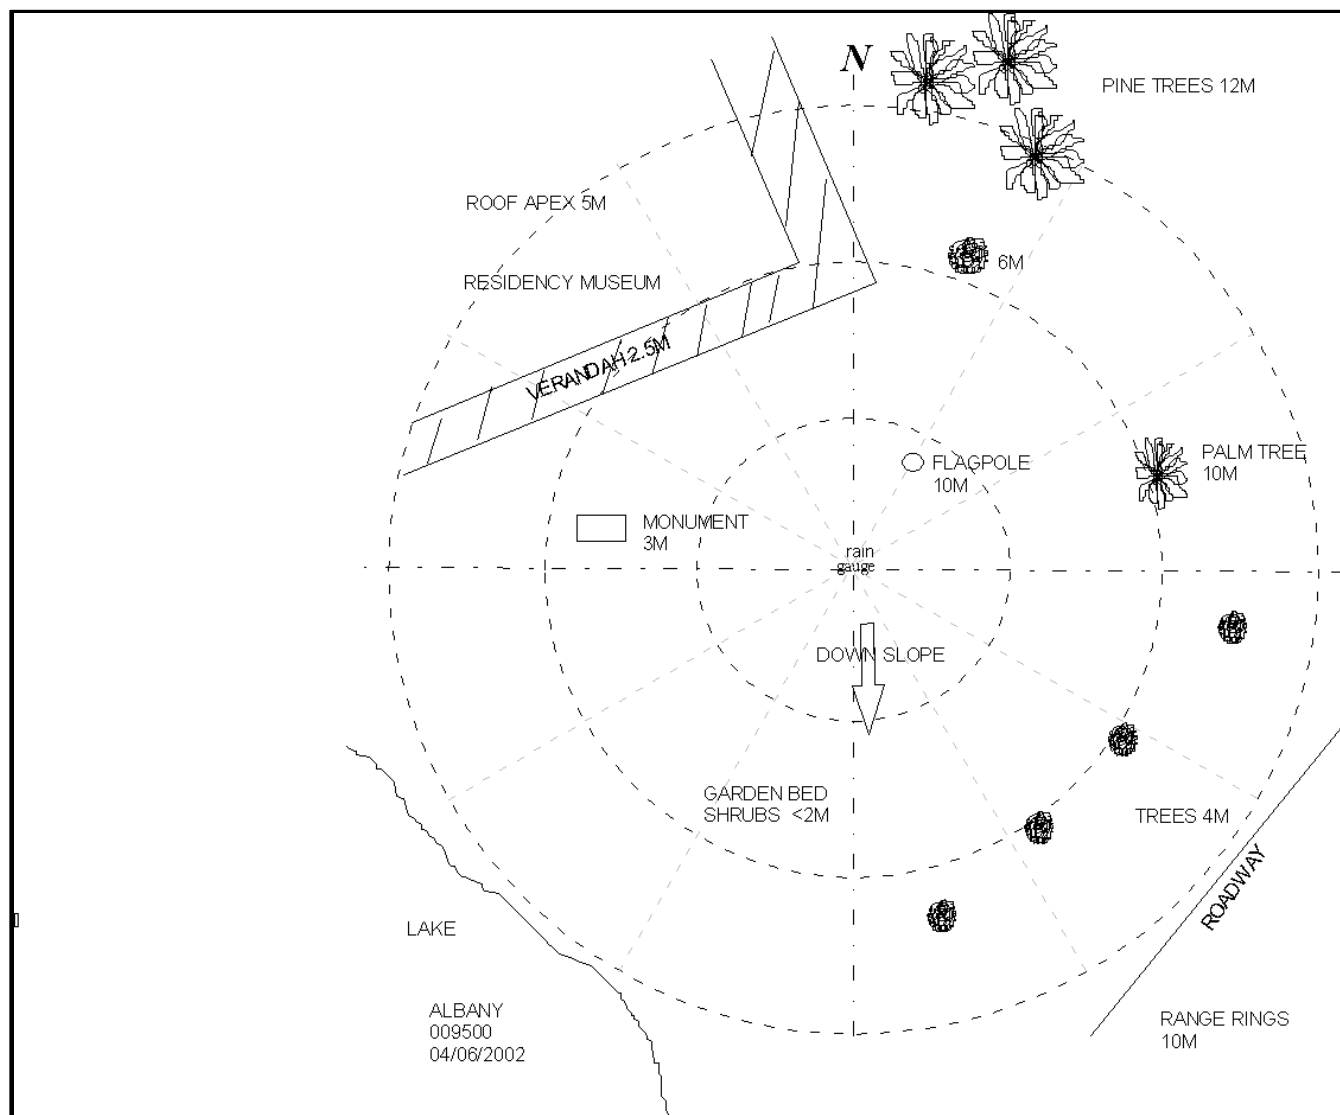 N
PINE TREES 12M
ROOF APEX 5M
6M
RESIDENCY MUSEUM
VERANDAH 2.5M
FLAGPOLE
10M
PALM TREE
10M
MONUMENT
3M
rain
gauge
DOWN SLOPE
GARDEN BED
SHRUBS <2M
TREES 4M
ROADWAY
LAKE
ALBANY
009500
04/06/2002
RANGE RINGS
10M